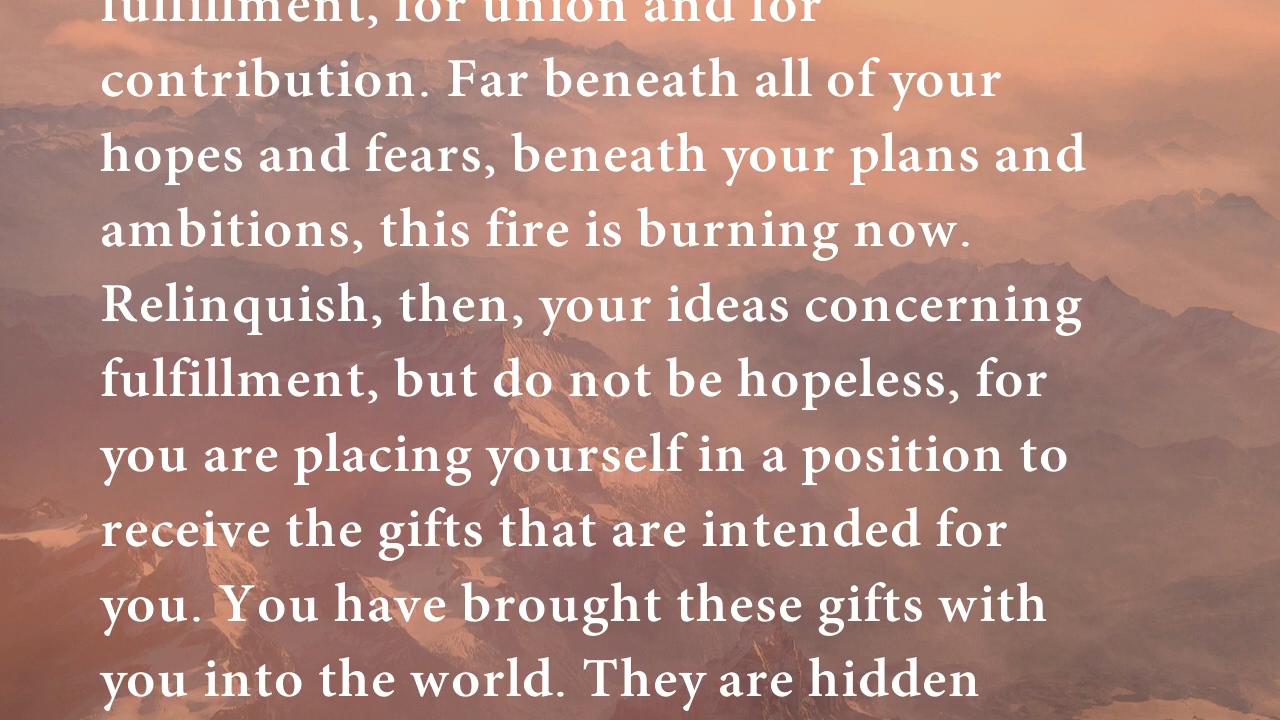 fulfillment, for union and for
contribution. Far beneath all of your
hopes and fears, beneath your plans and
ambitions, this fire is burning now.
Relinquish, then, your ideas concerning
fulfillment, but do not be hopeless, for
you are placing yourself in a position to
receive the gifts that are intended for
you. You have brought these gifts with
you into the world. They are hidden